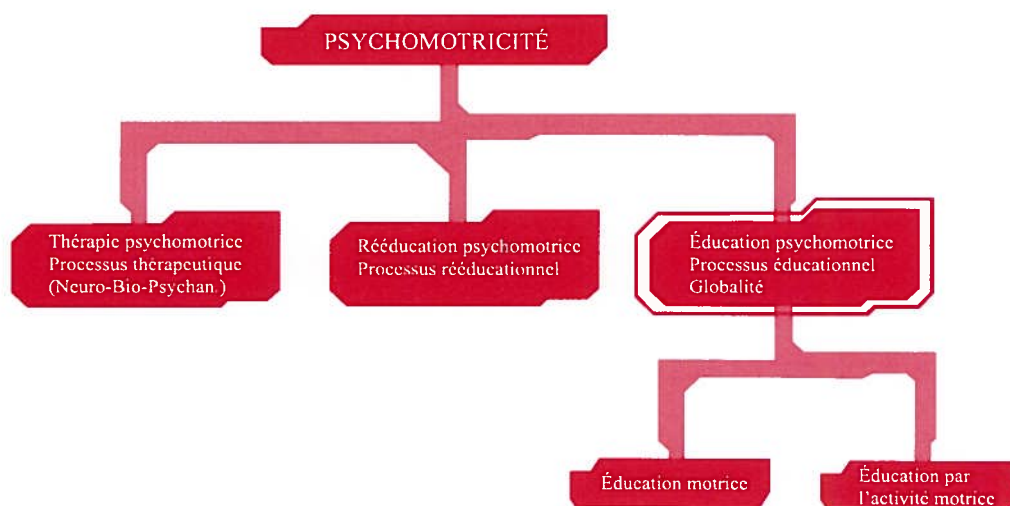 PSYCHOMOTRICITÉ
Thérapie psychomotrice
Processus thérapeutique
(Neuro-Bio-Psychan.)
Rééducation psychomotrice
Processus rééducationnel
Éducation psychomotrice
Processus éducationnel
Globalité
Éducation motrice
Éducation par
l'activité motrice